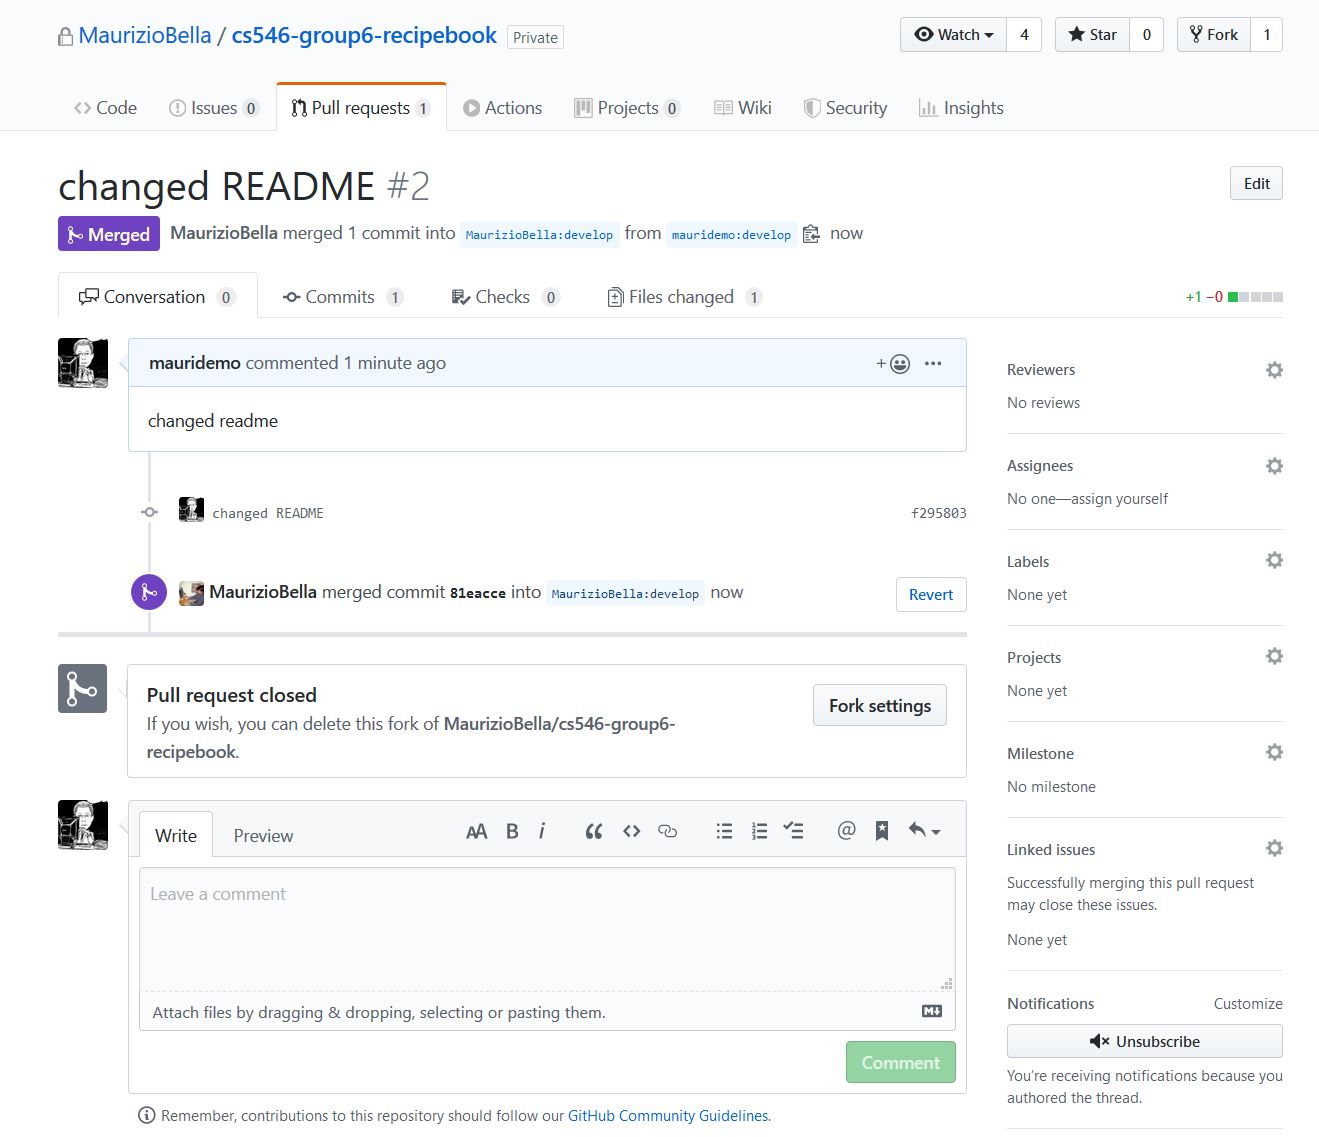 MaurizioBella / cs546-group6-recipebook Private
Watch 4 Star 0 Fork 1
Code Issues 0 Pull requests 1 Actions Projects 0 Wiki Security Insights
changed README #2
Edit
Merged MaurizioBella merged 1 commit into MaurizioBella:develop from mauridemo:develop now
Conversation 0 Commits 1 Checks 0 Files changed 1
+1 −0
mauridemo commented 1 minute ago
changed readme
changed README f295803
MaurizioBella merged commit 81eacce into MaurizioBella:develop now
Revert
Pull request closed
If you wish, you can delete this fork of MaurizioBella/cs546-group6-
recipebook.
Fork settings
Write Preview
AA B i
@
Leave a comment
Attach files by dragging & dropping, selecting or pasting them.
M
Comment
Remember, contributions to this repository should follow our GitHub Community Guidelines.
Reviewers
No reviews
Assignees
No one—assign yourself
Labels
None yet
Projects
None yet
Milestone
No milestone
Linked issues
Successfully merging this pull request
may close these issues.
None yet
Notifications Customize
Unsubscribe
You're receiving notifications because you
authored the thread.